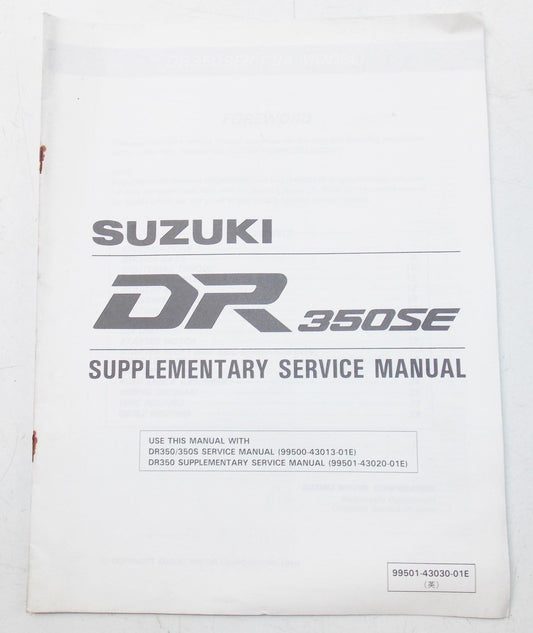 SUZUKI
DR 350SE
SUPPLEMENTARY SERVICE MANUAL
USE THIS MANUAL WITH
DR350/350S SERVICE MANUAL (99500-43013-01E)
DR350 SUPPLEMENTARY SERVICE MANUAL (99501-43020-01E)
99501-43030-01E
(英)